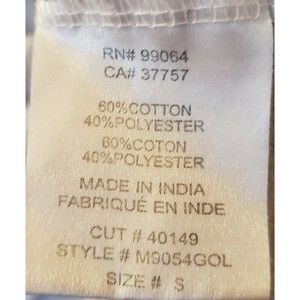 RN# 99064
CA# 37757
60%COTTON
40%POLYESTER
60%COTON
40%POLYESTER
MADE IN INDIA
FABRIQUÉ EN INDE
CUT # 40149
STYLE # M9054GOL
SIZE # S